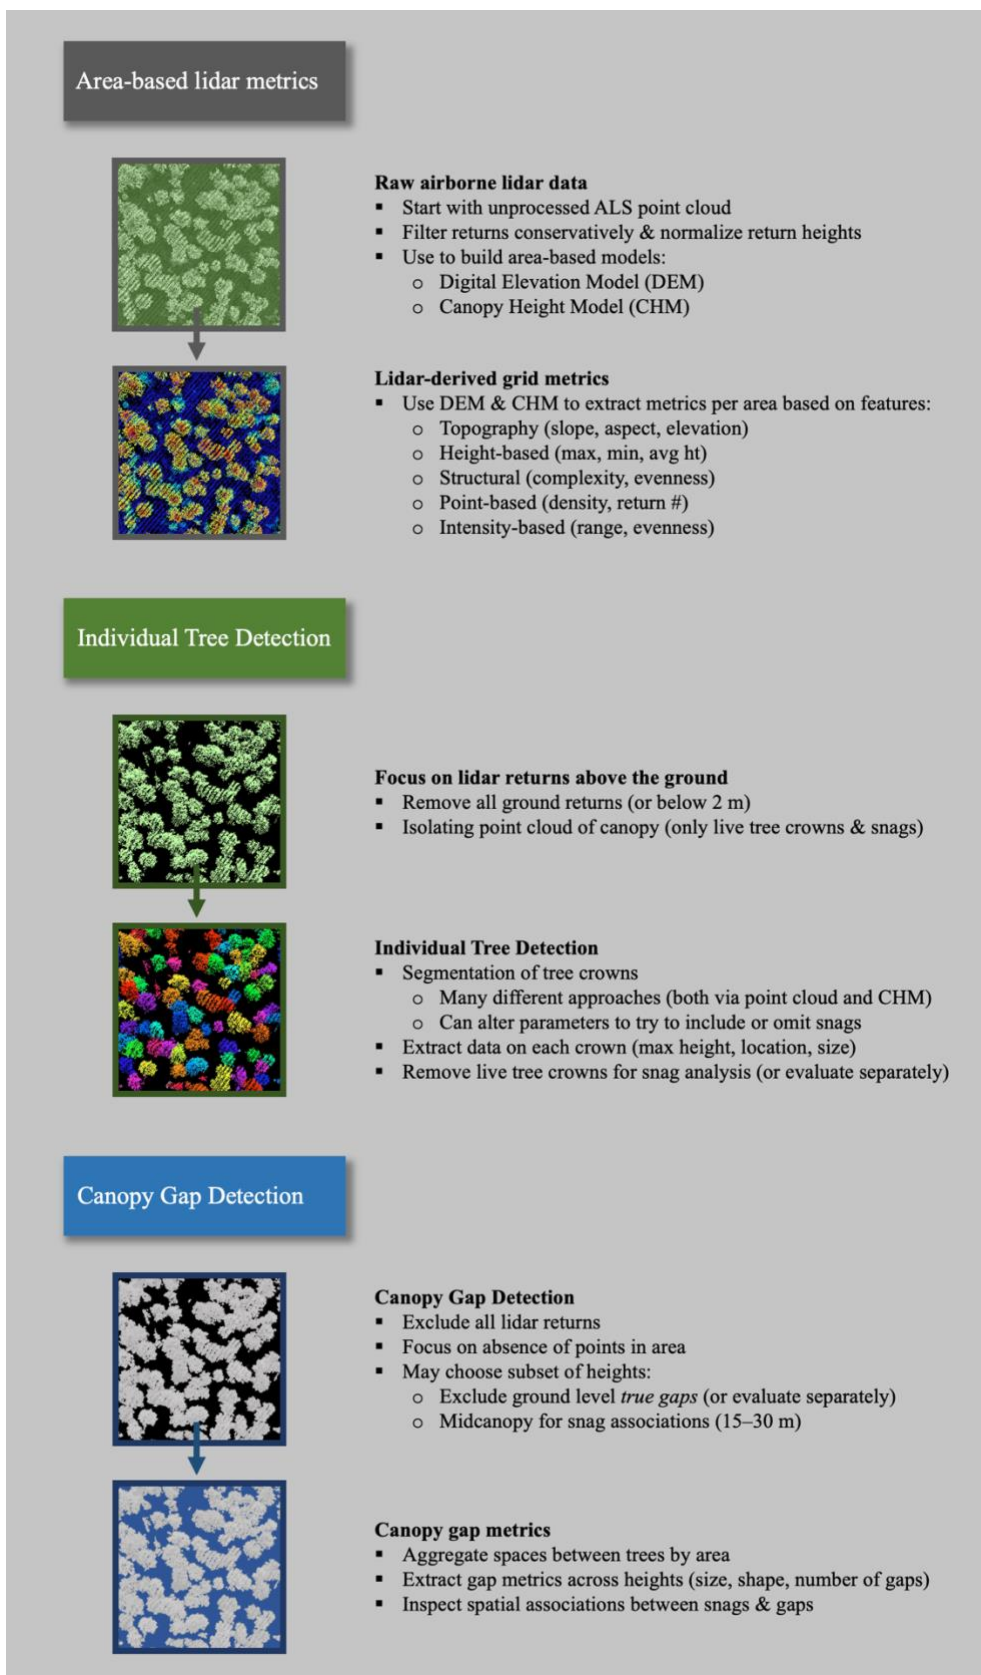 Area-based lidar metrics
Raw airborne lidar data
▪ Start with unprocessed ALS point cloud
▪ Filter returns conservatively & normalize return heights
▪ Use to build area-based models:
o Digital Elevation Model (DEM)
o Canopy Height Model (CHM)
Lidar-derived grid metrics
▪ Use DEM & CHM to extract metrics per area based on features:
o Topography (slope, aspect, elevation)
o Height-based (max, min, avg ht)
o Structural (complexity, evenness)
o Point-based (density, return #)
o Intensity-based (range, evenness)
Individual Tree Detection
Focus on lidar returns above the ground
▪ Remove all ground returns (or below 2 m)
▪ Isolating point cloud of canopy (only live tree crowns & snags)
Individual Tree Detection
▪ Segmentation of tree crowns
o Many different approaches (both via point cloud and CHM)
o Can alter parameters to try to include or omit snags
▪ Extract data on each crown (max height, location, size)
▪ Remove live tree crowns for snag analysis (or evaluate separately)
Canopy Gap Detection
Canopy Gap Detection
▪ Exclude all lidar returns
▪ Focus on absence of points in area
▪ May choose subset of heights:
o Exclude ground level true gaps (or evaluate separately)
o Midcanopy for snag associations (15–30 m)
Canopy gap metrics
▪ Aggregate spaces between trees by area
▪ Extract gap metrics across heights (size, shape, number of gaps)
▪ Inspect spatial associations between snags & gaps